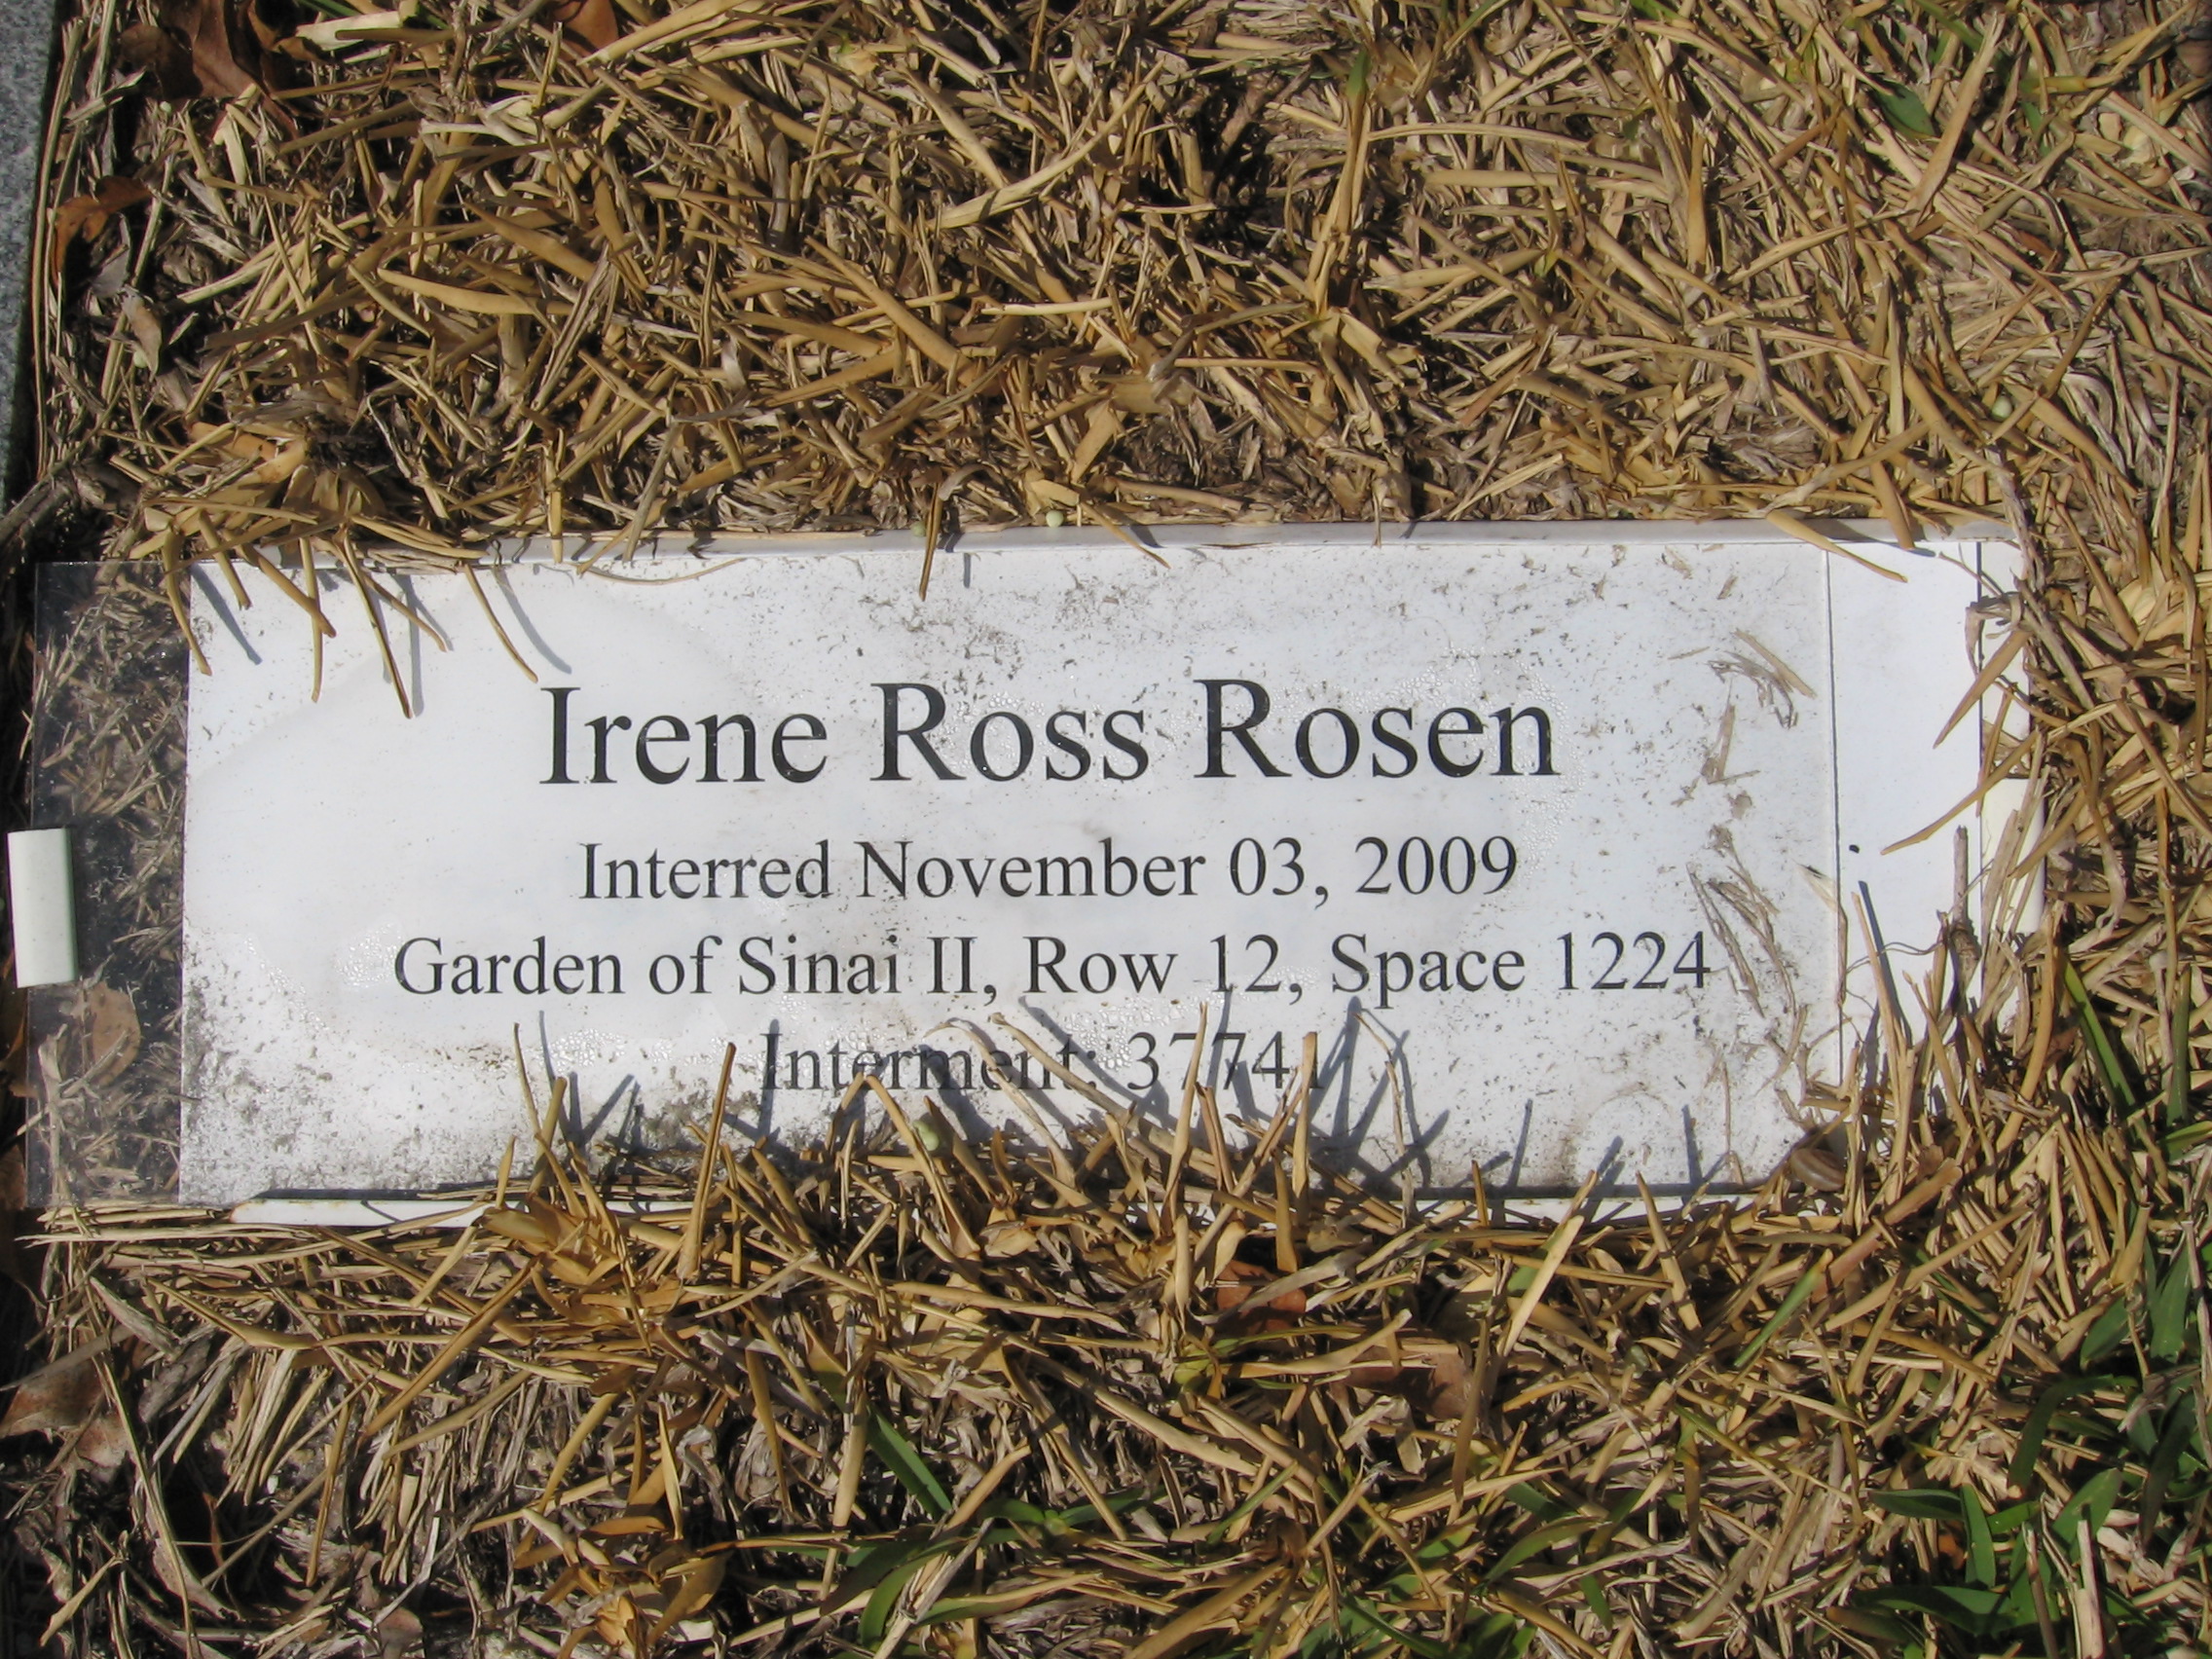 Irene Ross Rosen
Interred November 03, 2009
Garden of Sinai II, Row 12, Space 1224
Interment: 37741